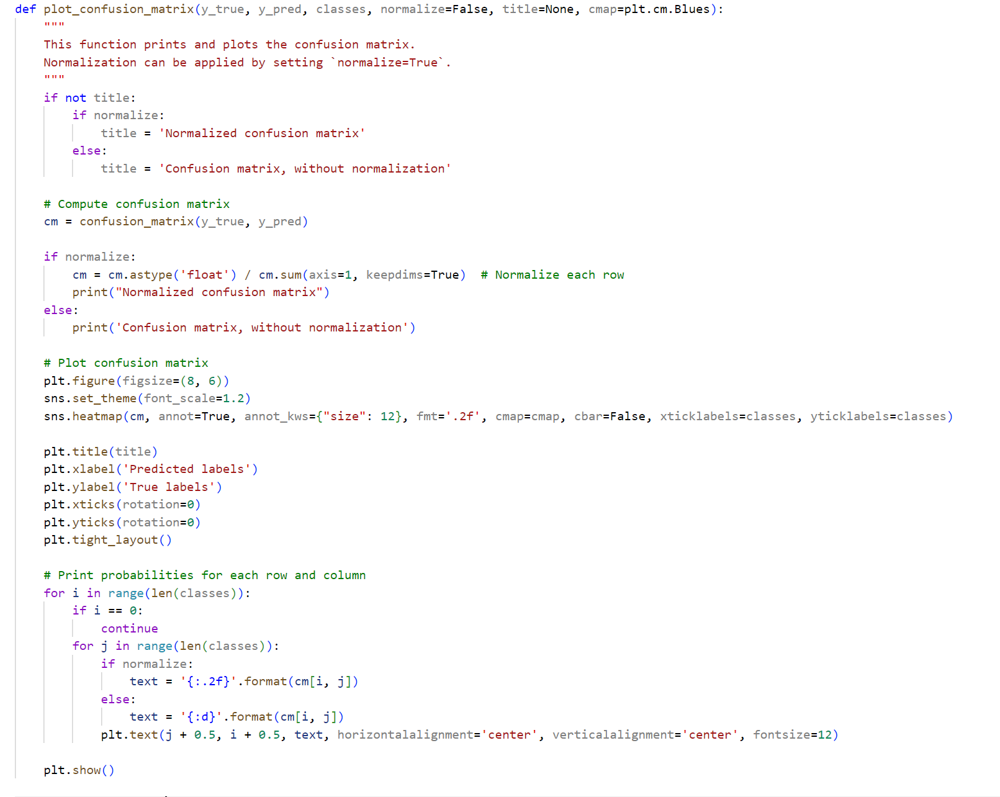 def plot_confusion_matrix(y_true, y_pred, classes, normalize=False, title=None, cmap=plt.cm.Blues):
    """
    This function prints and plots the confusion matrix.
    Normalization can be applied by setting `normalize=True`.
    """
    if not title:
        if normalize:
            title = 'Normalized confusion matrix'
        else:
            title = 'Confusion matrix, without normalization'

    # Compute confusion matrix
    cm = confusion_matrix(y_true, y_pred)

    if normalize:
        cm = cm.astype('float') / cm.sum(axis=1, keepdims=True)  # Normalize each row
        print("Normalized confusion matrix")
    else:
        print('Confusion matrix, without normalization')

    # Plot confusion matrix
    plt.figure(figsize=(8, 6))
    sns.set_theme(font_scale=1.2)
    sns.heatmap(cm, annot=True, annot_kws={"size": 12}, fmt='.2f', cmap=cmap, cbar=False, xticklabels=classes, yticklabels=classes)

    plt.title(title)
    plt.xlabel('Predicted labels')
    plt.ylabel('True labels')
    plt.xticks(rotation=0)
    plt.yticks(rotation=0)
    plt.tight_layout()

    # Print probabilities for each row and column
    for i in range(len(classes)):
        if i == 0:
            continue
        for j in range(len(classes)):
            if normalize:
                text = '{:.2f}'.format(cm[i, j])
            else:
                text = '{:d}'.format(cm[i, j])
            plt.text(j + 0.5, i + 0.5, text, horizontalalignment='center', verticalalignment='center', fontsize=12)

    plt.show()